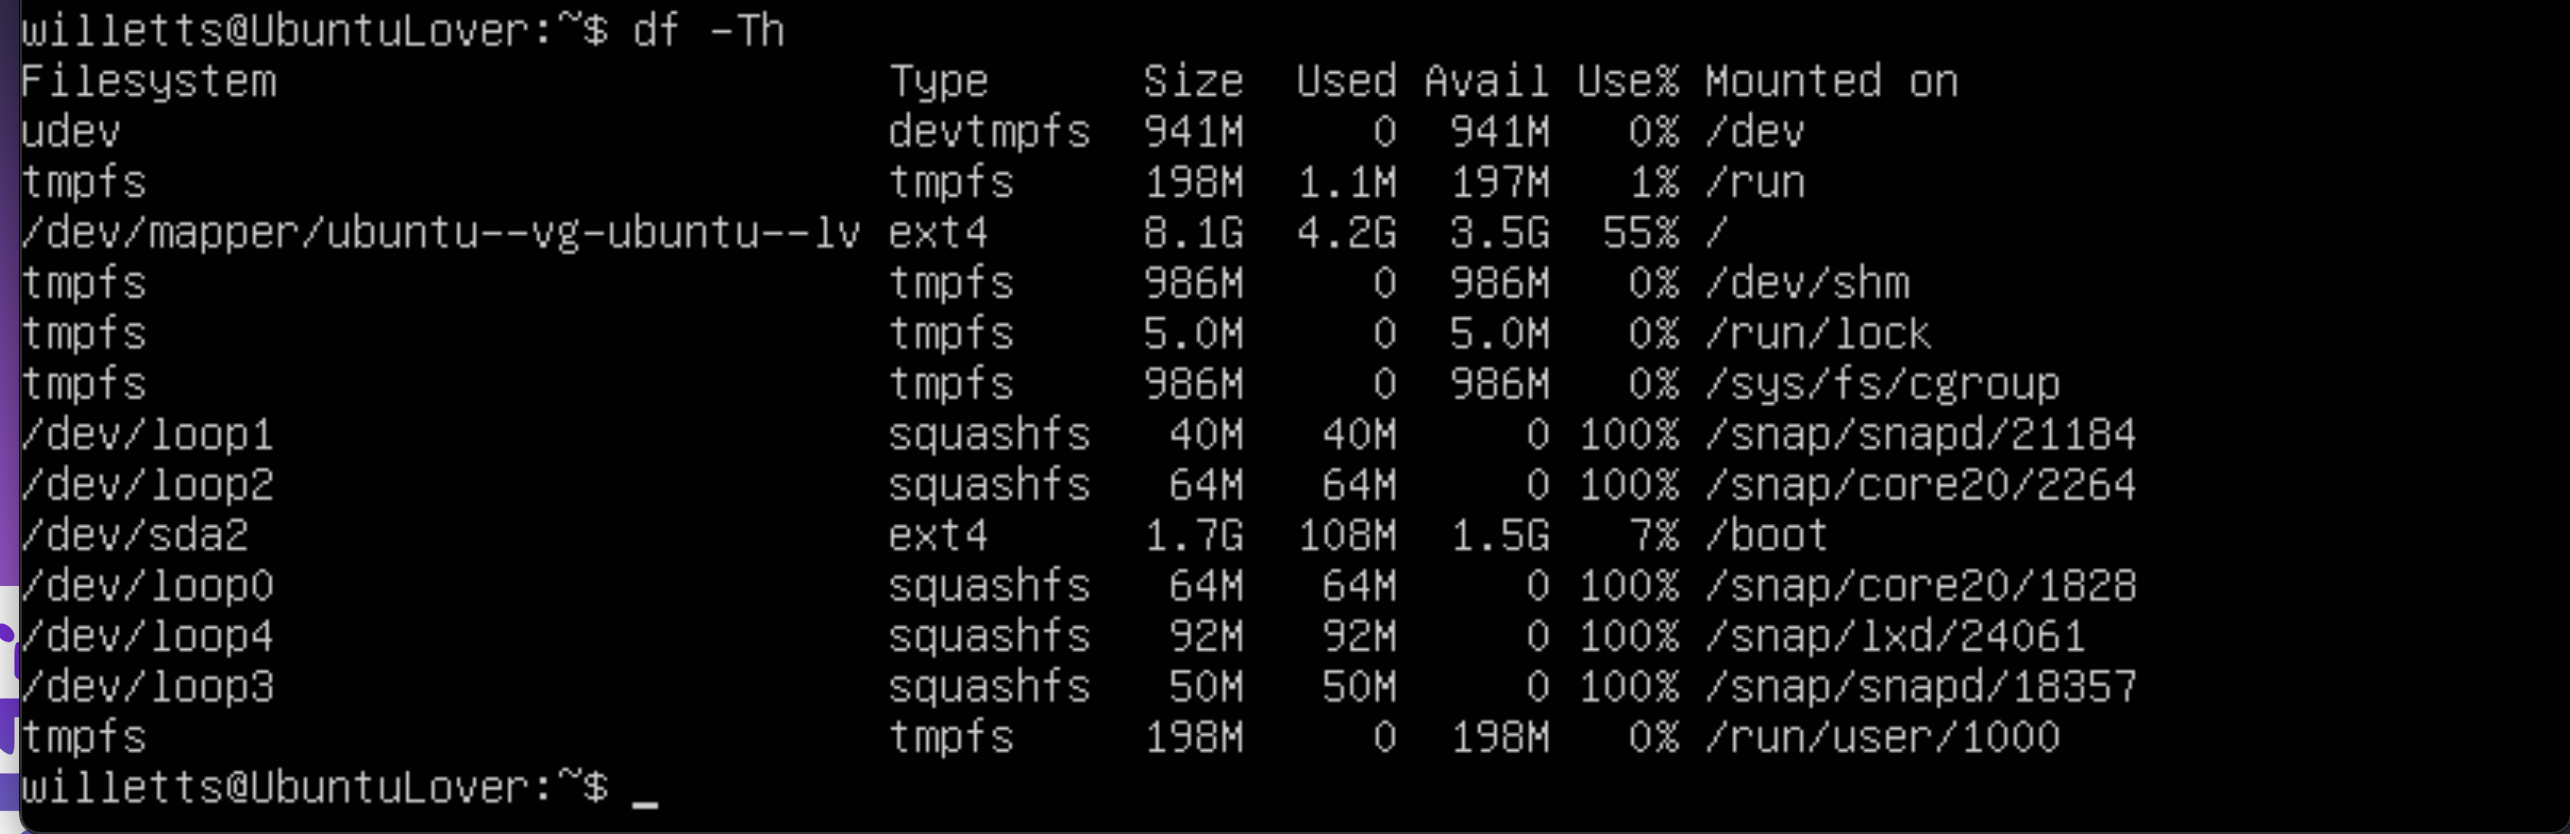 willetts@UbuntuLover:~$ df -Th
Filesystem                        Type      Size  Used Avail Use% Mounted on
udev                              devtmpfs  941M     0  941M   0% /dev
tmpfs                             tmpfs     198M  1.1M  197M   1% /run
/dev/mapper/ubuntu--vg-ubuntu--lv ext4      8.1G  4.2G  3.5G  55% /
tmpfs                             tmpfs     986M     0  986M   0% /dev/shm
tmpfs                             tmpfs     5.0M     0  5.0M   0% /run/lock
tmpfs                             tmpfs     986M     0  986M   0% /sys/fs/cgroup
/dev/loop1                        squashfs   40M   40M     0 100% /snap/snapd/21184
/dev/loop2                        squashfs   64M   64M     0 100% /snap/core20/2264
/dev/sda2                         ext4      1.7G  108M  1.5G   7% /boot
/dev/loop0                        squashfs   64M   64M     0 100% /snap/core20/1828
/dev/loop4                        squashfs   92M   92M     0 100% /snap/lxd/24061
/dev/loop3                        squashfs   50M   50M     0 100% /snap/snapd/18357
tmpfs                             tmpfs     198M     0  198M   0% /run/user/1000
willetts@UbuntuLover:~$ _